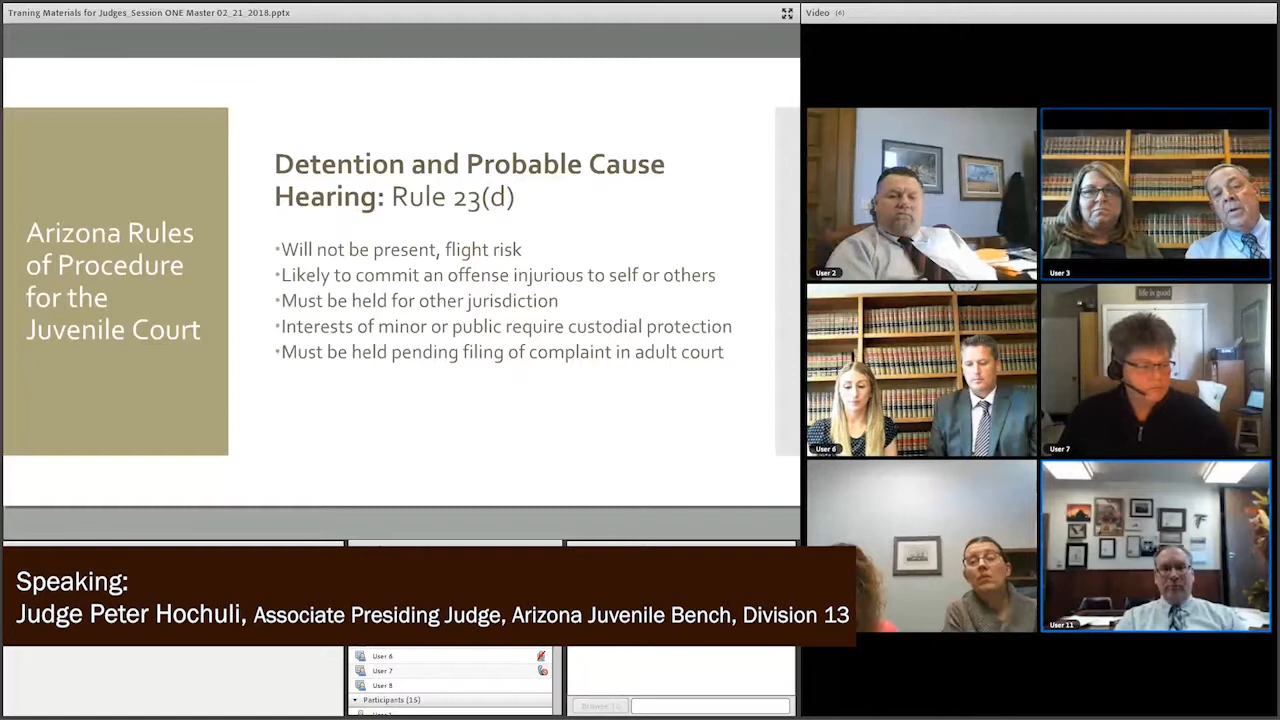 Traning Materials for Judges_Session ONE Master 02_21_2018.pptx
Video (6)
Arizona Rules
of Procedure
for the
Juvenile Court
Detention and Probable Cause
Hearing: Rule 23(d)
•Will not be present, flight risk
•Likely to commit an offense injurious to self or others
•Must be held for other jurisdiction
•Interests of minor or public require custodial protection
•Must be held pending filing of complaint in adult court
User 2
User 3
life is good
User 6
User 7
User 11
Speaking:
Judge Peter Hochuli, Associate Presiding Judge, Arizona Juvenile Bench, Division 13
User 6
User 7
User 8
Participants (15)